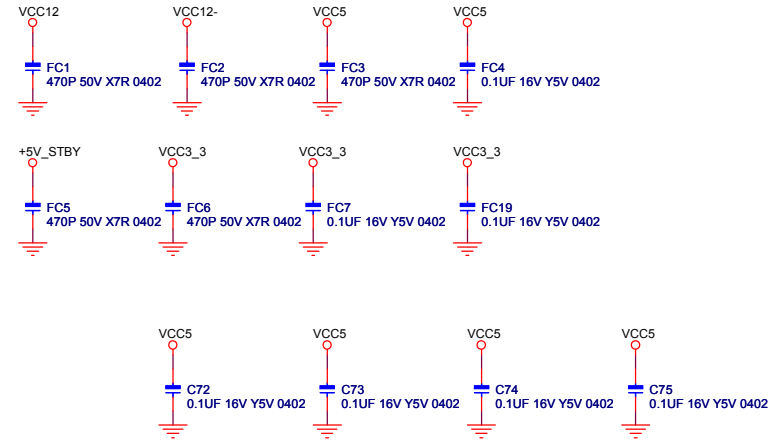 VCC12 VCC12- VCC5 VCC5
FC1 FC2 FC3 FC4
470P 50V X7R 0402 470P 50V X7R 0402 470P 50V X7R 0402 0.1UF 16V Y5V 0402
+5V_STBY VCC3_3 VCC3_3 VCC3_3
FC5 FC6 FC7 FC19
470P 50V X7R 0402 470P 50V X7R 0402 0.1UF 16V Y5V 0402 0.1UF 16V Y5V 0402
VCC5 VCC5 VCC5 VCC5
C72 C73 C74 C75
0.1UF 16V Y5V 0402 0.1UF 16V Y5V 0402 0.1UF 16V Y5V 0402 0.1UF 16V Y5V 0402